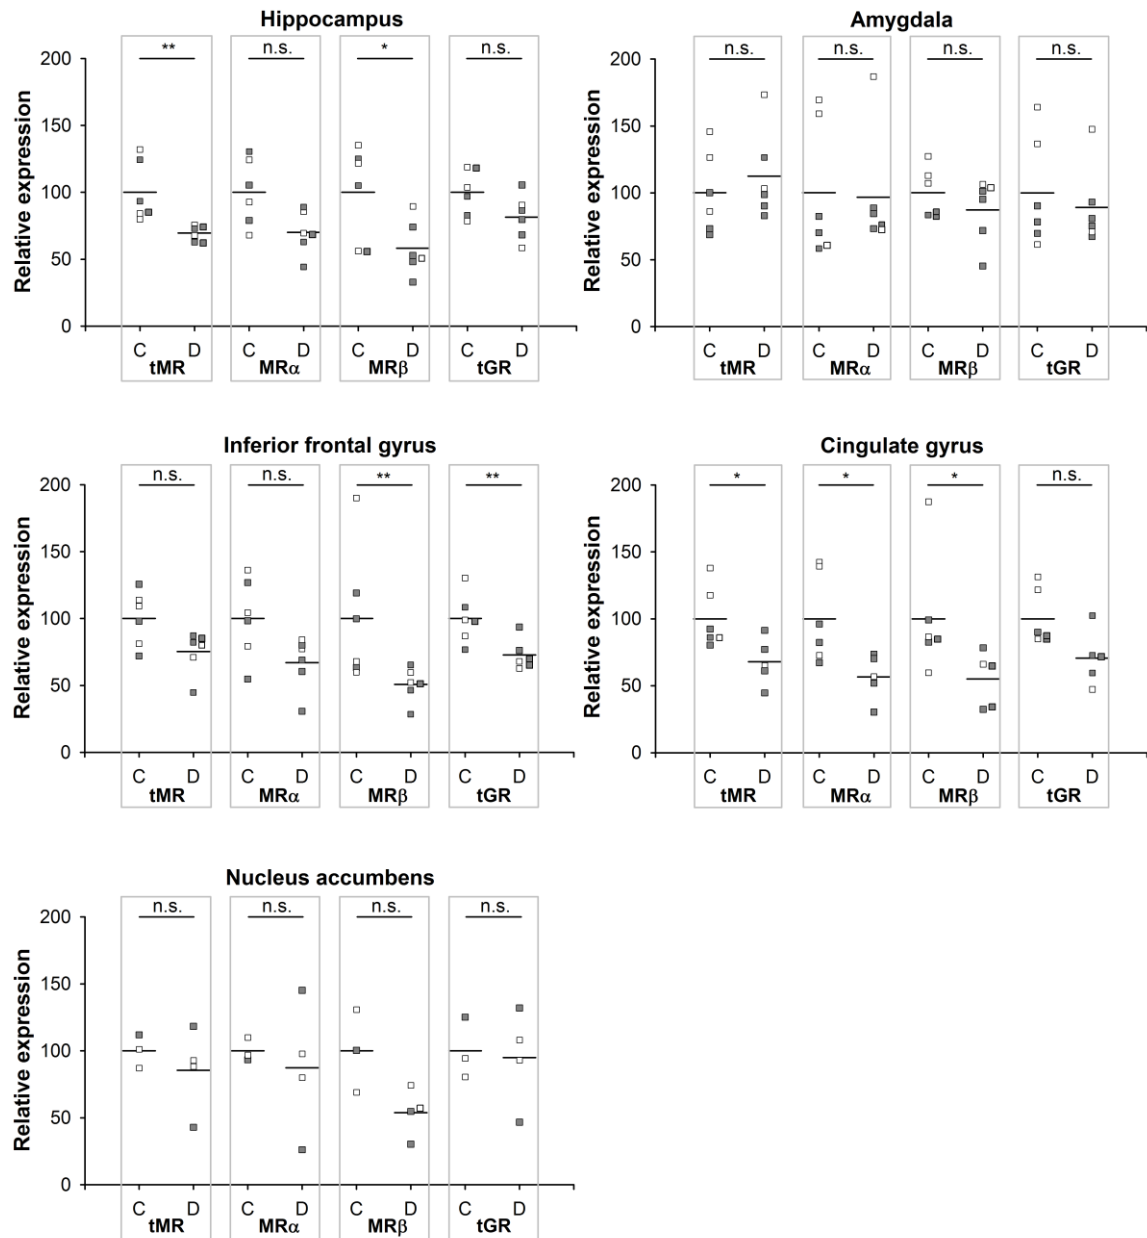 Hippocampus
** n.s. * n.s.
200
150
100
50
0
Relative expression
C D C D C D C D
tMR MRα MRβ tGR
Amygdala
n.s. n.s. n.s. n.s.
200
150
100
50
0
Relative expression
C D C D C D C D
tMR MRα MRβ tGR
Inferior frontal gyrus
n.s. n.s. ** **
200
150
100
50
0
Relative expression
C D C D C D C D
tMR MRα MRβ tGR
Cingulate gyrus
* * * n.s.
200
150
100
50
0
Relative expression
C D C D C D C D
tMR MRα MRβ tGR
Nucleus accumbens
n.s. n.s. n.s. n.s.
200
150
100
50
0
Relative expression
C D C D C D C D
tMR MRα MRβ tGR